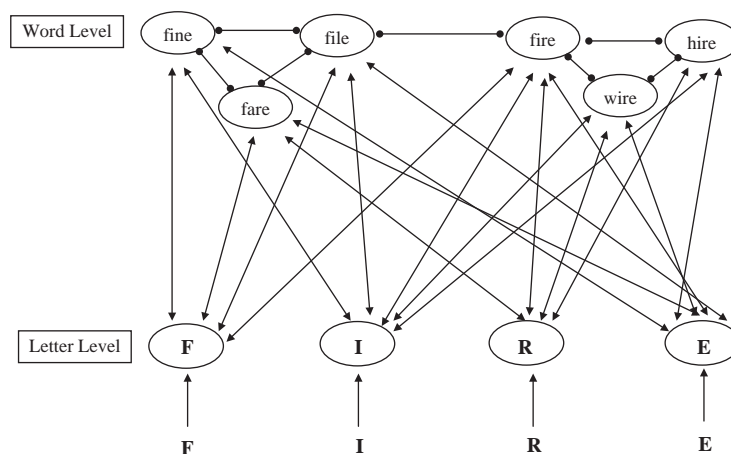 Word Level
fine
file
fire
hire
fare
wire
Letter Level
F
I
R
E
F
I
R
E